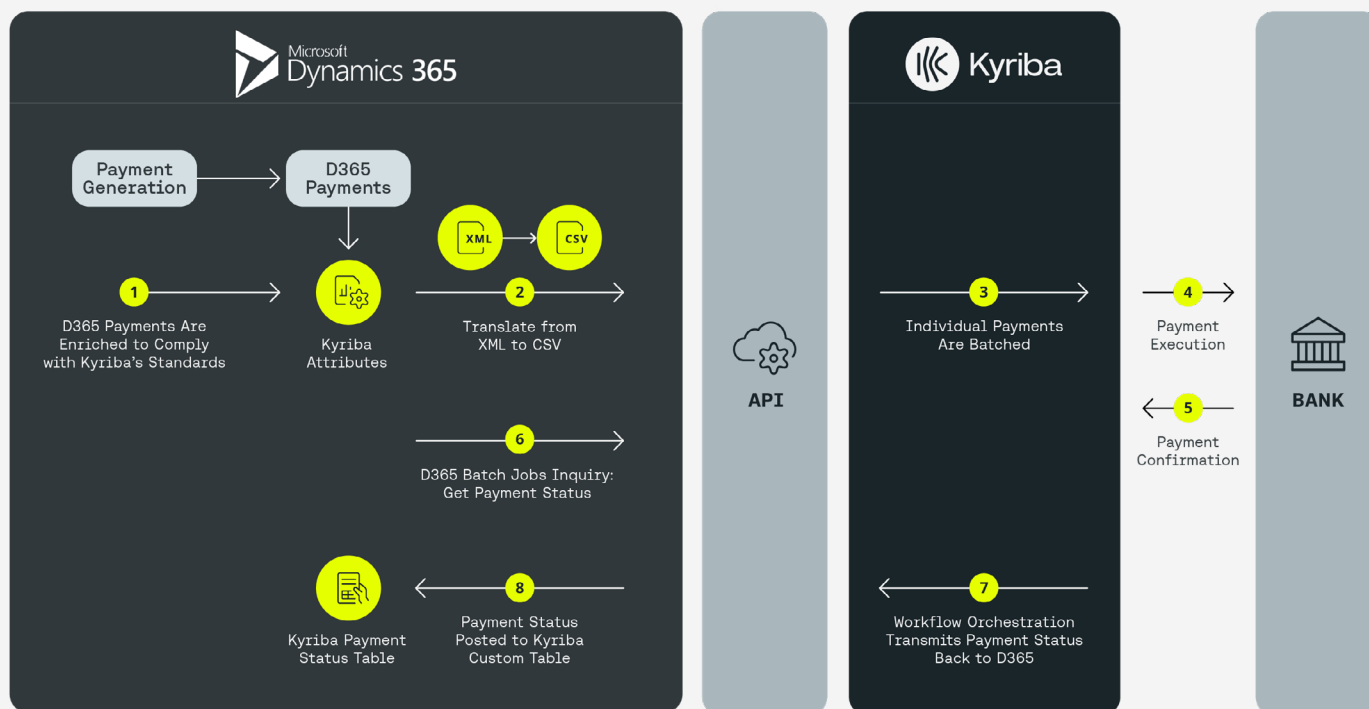 Microsoft
Dynamics 365
Kyriba
Payment
Generation
D365
Payments
XML
CSV
1
D365 Payments Are
Enriched to Comply
with Kyriba's Standards
Kyriba
Attributes
2
Translate from
XML to CSV
API
3
Individual Payments
Are Batched
4
Payment
Execution
BANK
5
Payment
Confirmation
6
D365 Batch Jobs Inquiry:
Get Payment Status
7
Workflow Orchestration
Transmits Payment Status
Back to D365
8
Payment Status
Posted to Kyriba
Custom Table
Kyriba Payment
Status Table